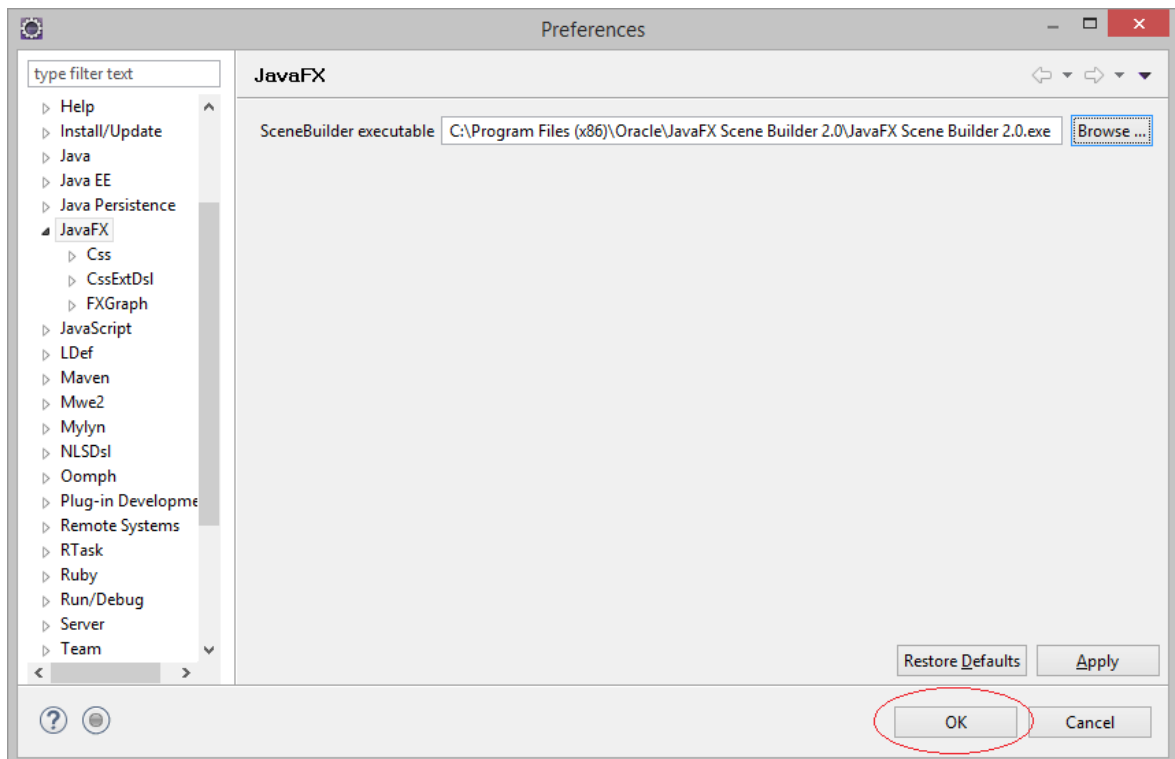 Preferences
type filter text
Help
Install/Update
Java
Java EE
Java Persistence
JavaFX
Css
CssExtDsl
FXGraph
JavaScript
LDef
Maven
Mwe2
Mylyn
NLSDsl
Oomph
Plug-in Developme
Remote Systems
RTask
Ruby
Run/Debug
Server
Team
JavaFX
SceneBuilder executable C:\Program Files (x86)\Oracle\JavaFX Scene Builder 2.0\JavaFX Scene Builder 2.0.exe Browse ...
Restore Defaults Apply
? OK Cancel